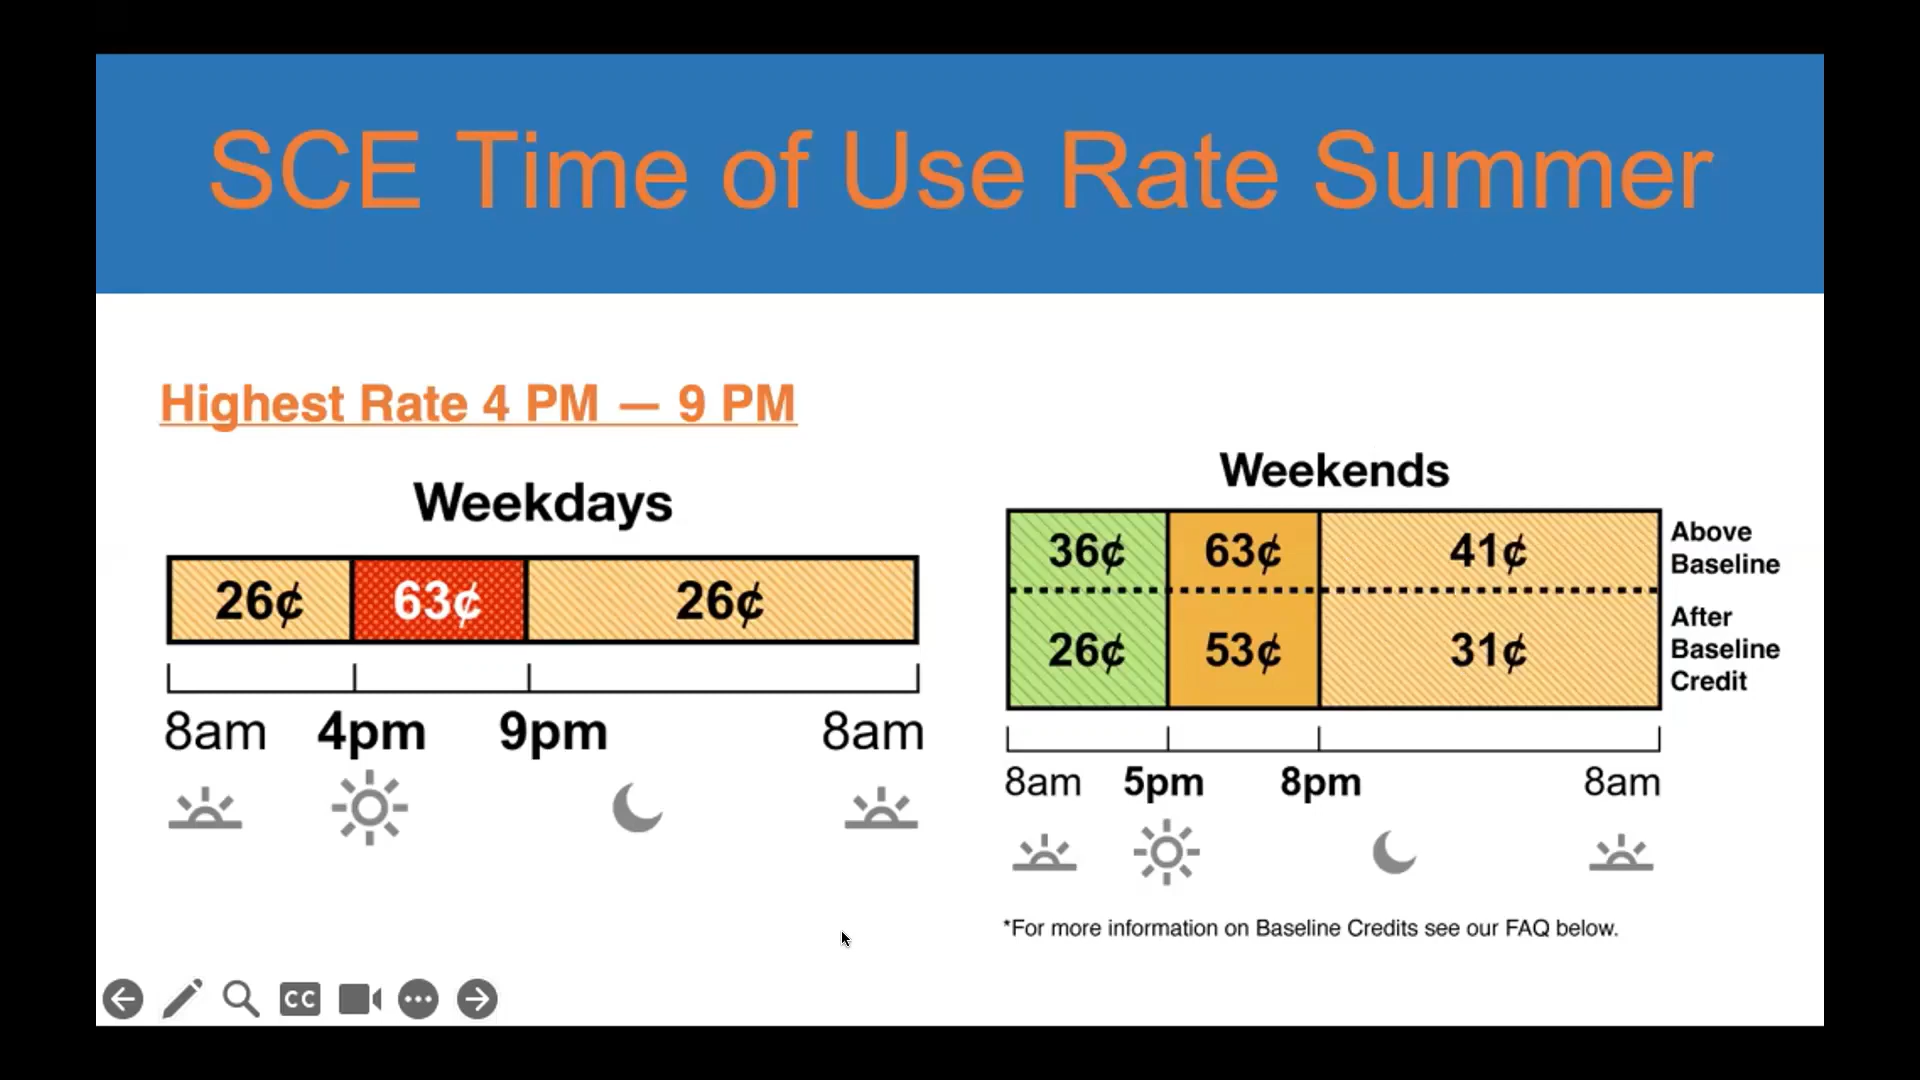 SCE Time of Use Rate Summer
Highest Rate 4 PM — 9 PM
Weekdays
26¢ 63¢ 26¢
8am 4pm 9pm 8am
Weekends
36¢ 63¢ 41¢
Above
Baseline
26¢ 53¢ 31¢
After
Baseline
Credit
8am 5pm 8pm 8am
*For more information on Baseline Credits see our FAQ below.
CC